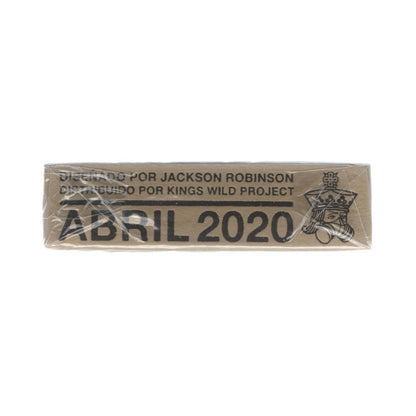 DISEÑADO POR JACKSON ROBINSON
DISTRIBUIDO POR KINGS WILD PROJECT
ABRIL 2020